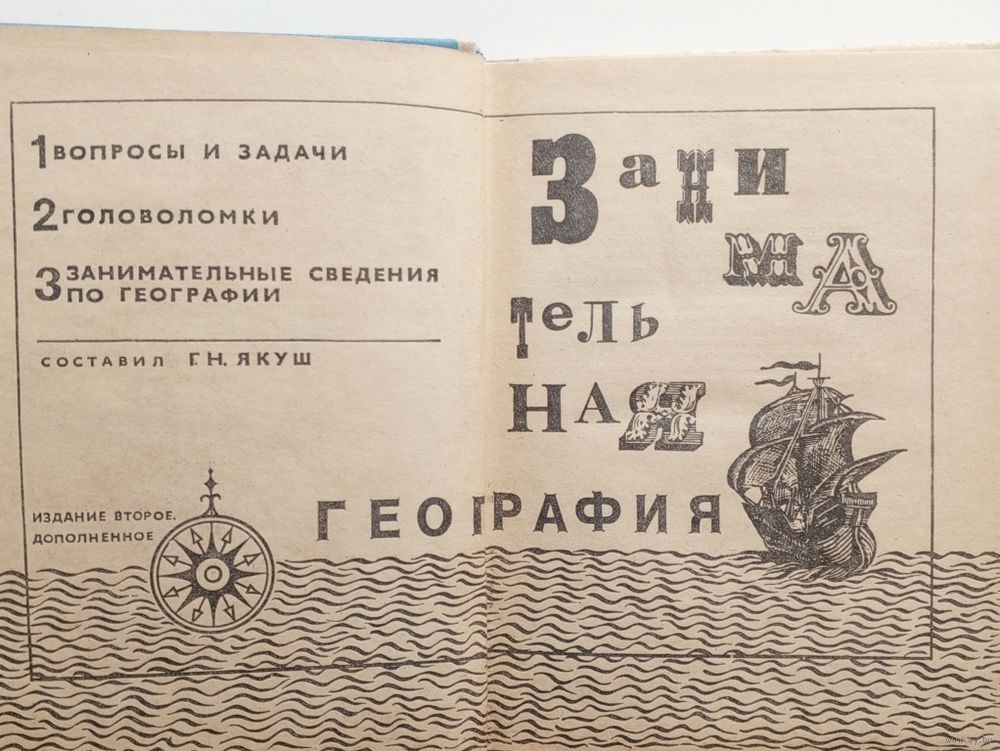 1 ВОПРОСЫ И ЗАДАЧИ
2 ГОЛОВОЛОМКИ
3 ЗАНИМАТЕЛЬНЫЕ СВЕДЕНИЯ
ПО ГЕОГРАФИИ
СОСТАВИЛ Г.Н. ЯКУШ
ИЗДАНИЕ ВТОРОЕ,
ДОПОЛНЕННОЕ
Зани
МА
тель
НАЯ
ГЕОГРАФИЯ